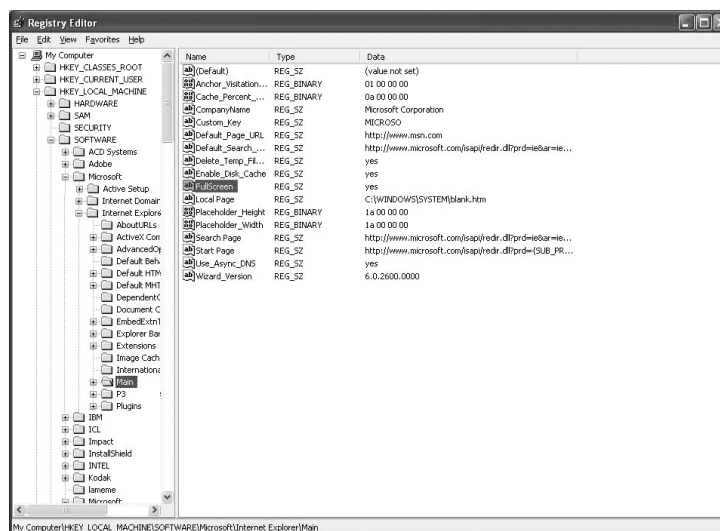 Registry Editor
File Edit View Favorites Help
My Computer
HKEY_CLASSES_ROOT
HKEY_CURRENT_USER
HKEY_LOCAL_MACHINE
HARDWARE
SAM
SECURITY
SOFTWARE
ACD Systems
Adobe
Microsoft
Active Setup
Internet Domair
Internet Explore
AboutURLs
ActiveX Com
AdvancedOp
Default Beha
Default HTM
Default MHT
DependentC
Document C
EmbedExtnT
Explorer Bar
Extensions
Image Cach
Internationa
Main
P3
Plugins
IBM
ICL
Impact
InstallShield
INTEL
Kodak
lameme
Microsoft
Name Type Data
(Default) REG_SZ (value not set)
Anchor_Visitation... REG_BINARY 01 00 00 00
Cache_Percent_... REG_BINARY 0a 00 00 00
CompanyName REG_SZ Microsoft Corporation
Custom_Key REG_SZ MICROSO
Default_Page_URL REG_SZ http://www.msn.com
Default_Search_... REG_SZ http://www.microsoft.com/isapi/redir.dll?prd=ie&ar=ie...
Delete_Temp_Fil... REG_SZ yes
Enable_Disk_Cache REG_SZ yes
FullScreen REG_SZ yes
Local Page REG_SZ C:\WINDOWS\SYSTEM\blank.htm
Placeholder_Height REG_BINARY 1a 00 00 00
Placeholder_Width REG_BINARY 1a 00 00 00
Search Page REG_SZ http://www.microsoft.com/isapi/redir.dll?prd=ie&ar=ie...
Start Page REG_SZ http://www.microsoft.com/isapi/redir.dll?prd={SUB_PR...
Use_Async_DNS REG_SZ yes
Wizard_Version REG_SZ 6.0.2600.0000
My Computer\HKEY_LOCAL_MACHINE\SOFTWARE\Microsoft\Internet Explorer\Main